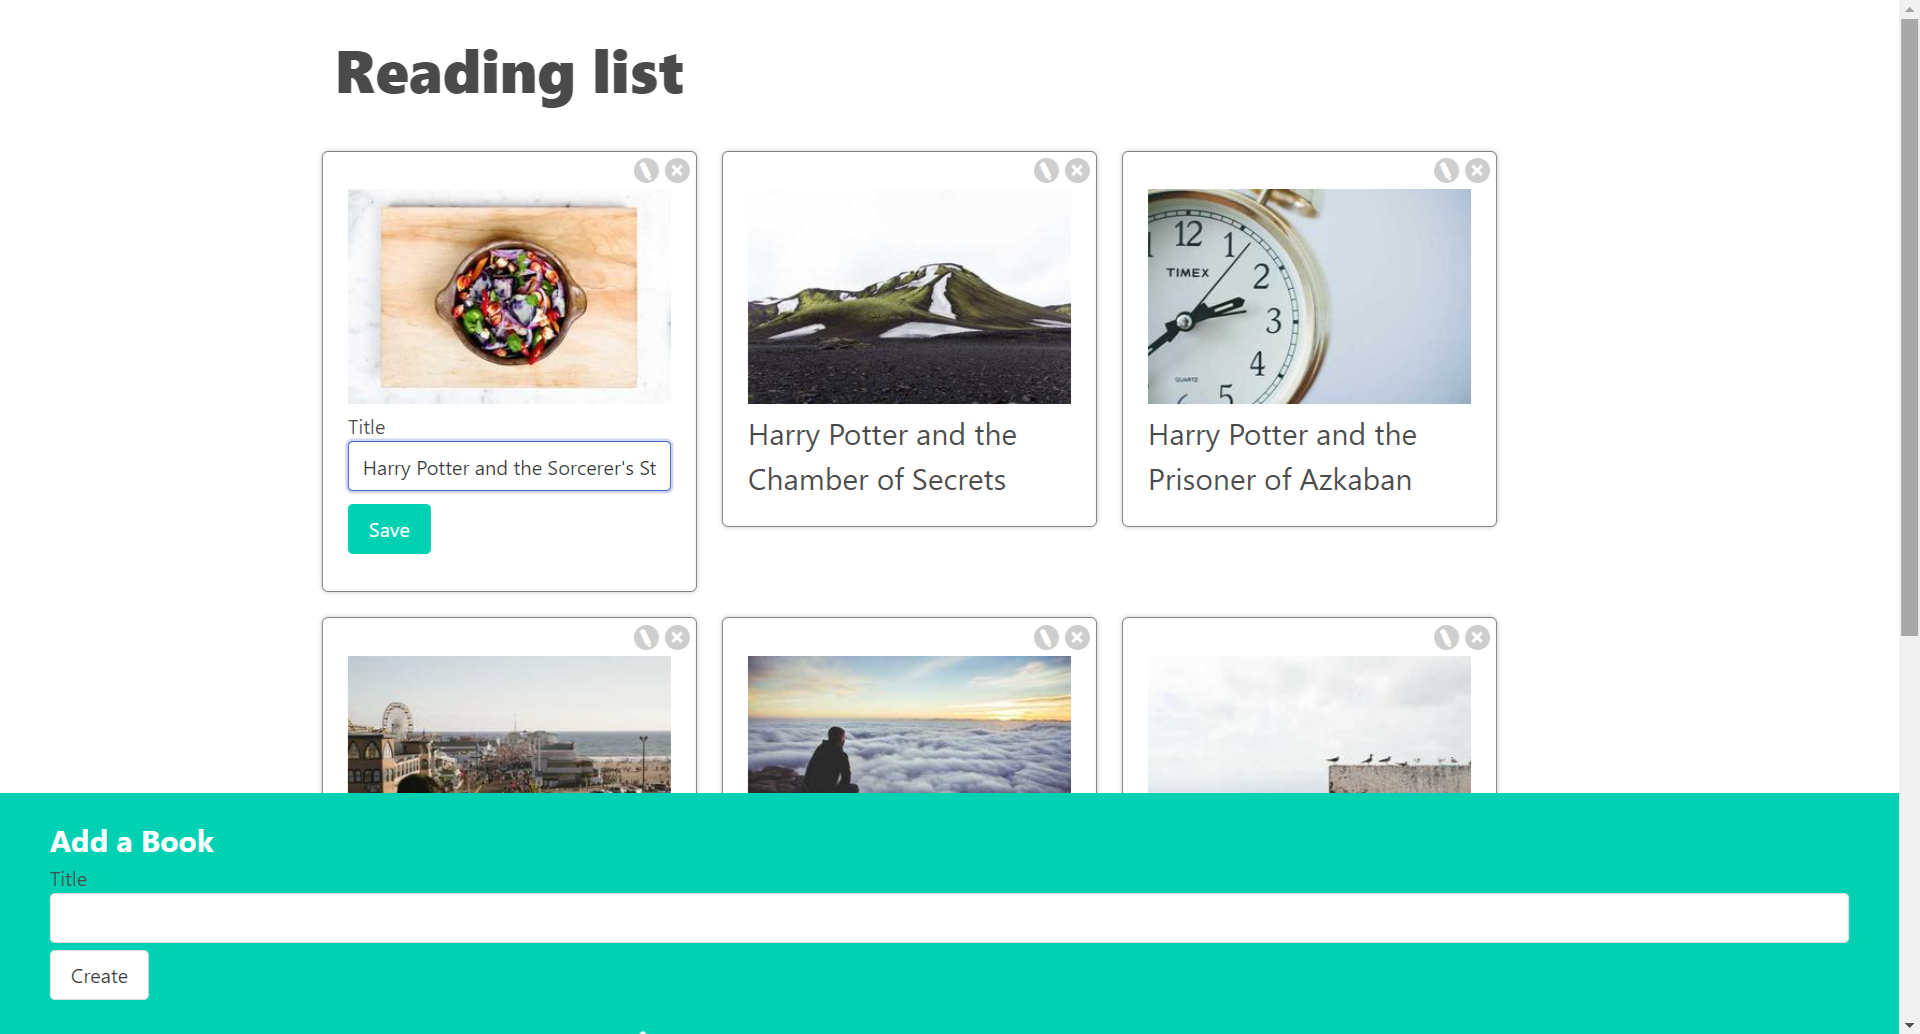 Reading list
12
1
TIMEX
2
3
4
QUARTZ
5
6
Title
Harry Potter and the Sorcerer's St
Save
Harry Potter and the
Chamber of Secrets
Harry Potter and the
Prisoner of Azkaban
Add a Book
Title
Create